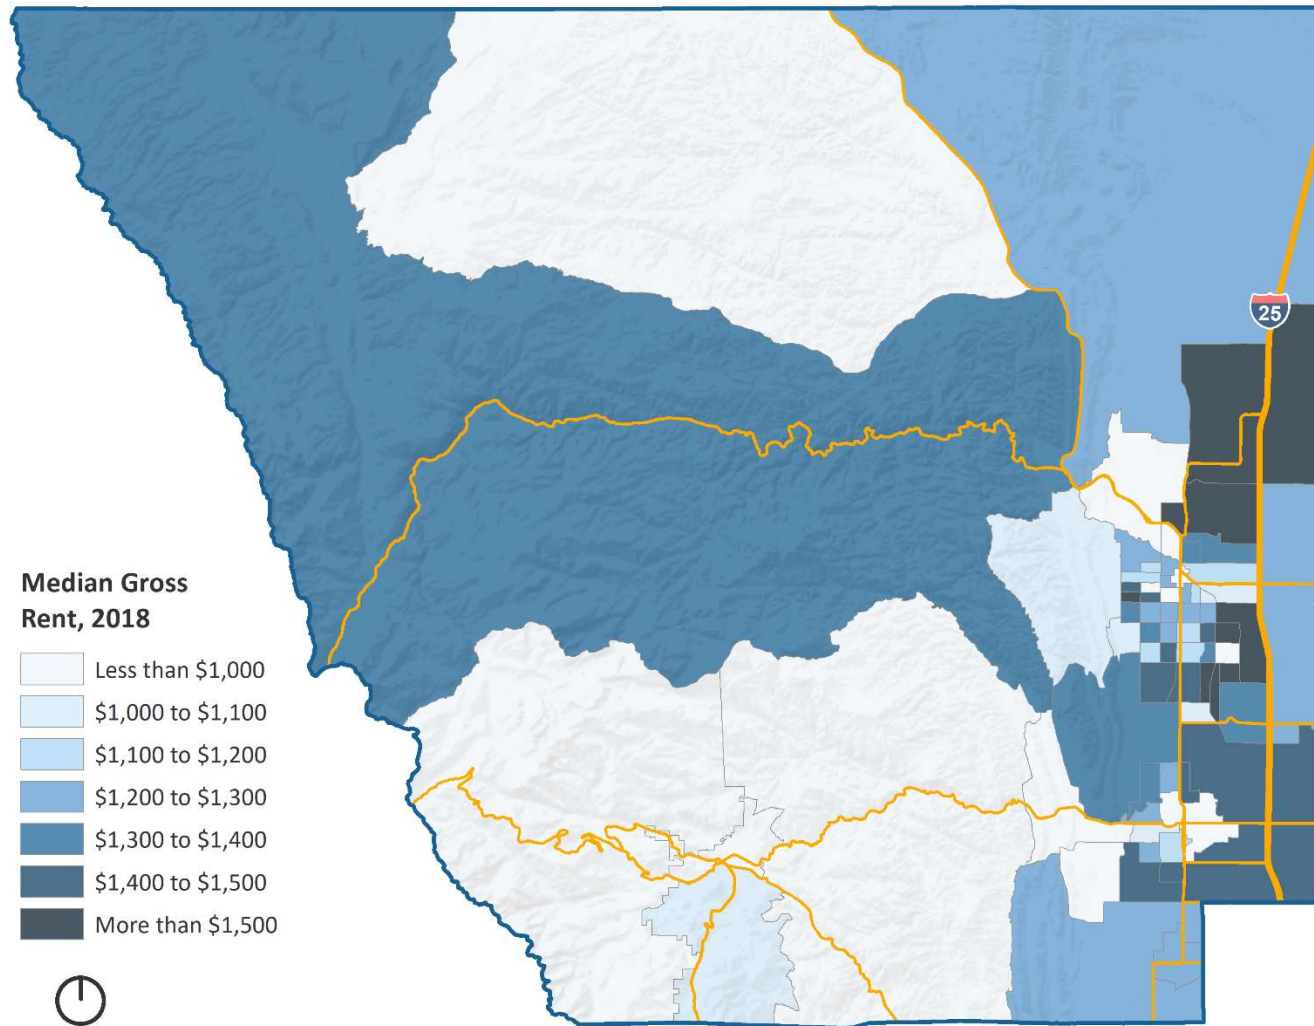 25
Median Gross
Rent, 2018
Less than $1,000
$1,000 to $1,100
$1,100 to $1,200
$1,200 to $1,300
$1,300 to $1,400
$1,400 to $1,500
More than $1,500